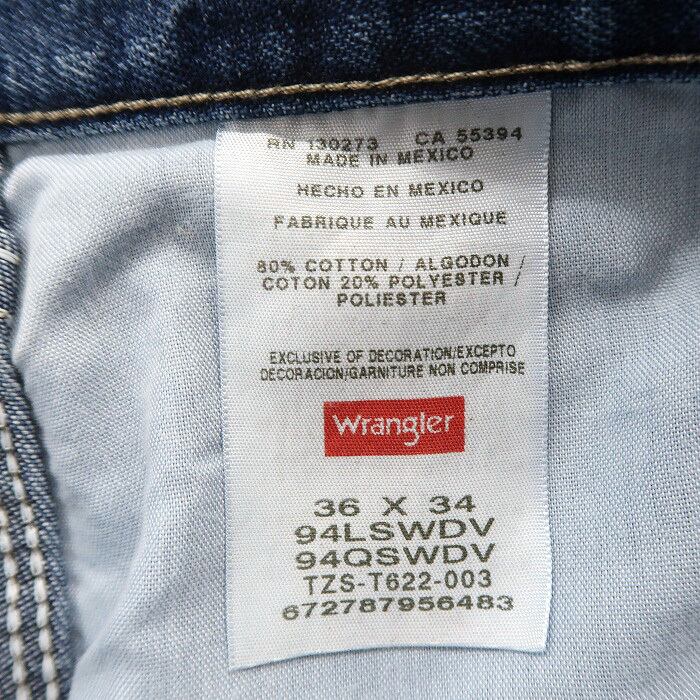 RN 130273 CA 55394
MADE IN MEXICO
HECHO EN MEXICO
FABRIQUE AU MEXIQUE
80% COTTON / ALGODON /
COTON 20% POLYESTER /
POLIESTER
EXCLUSIVE OF DECORATION/EXCEPTO
DECORACION/GARNITURE NON COMPRISE
Wrangler
36 X 34
94LSWDV
94QSWDV
TZS-T622-003
672787956483